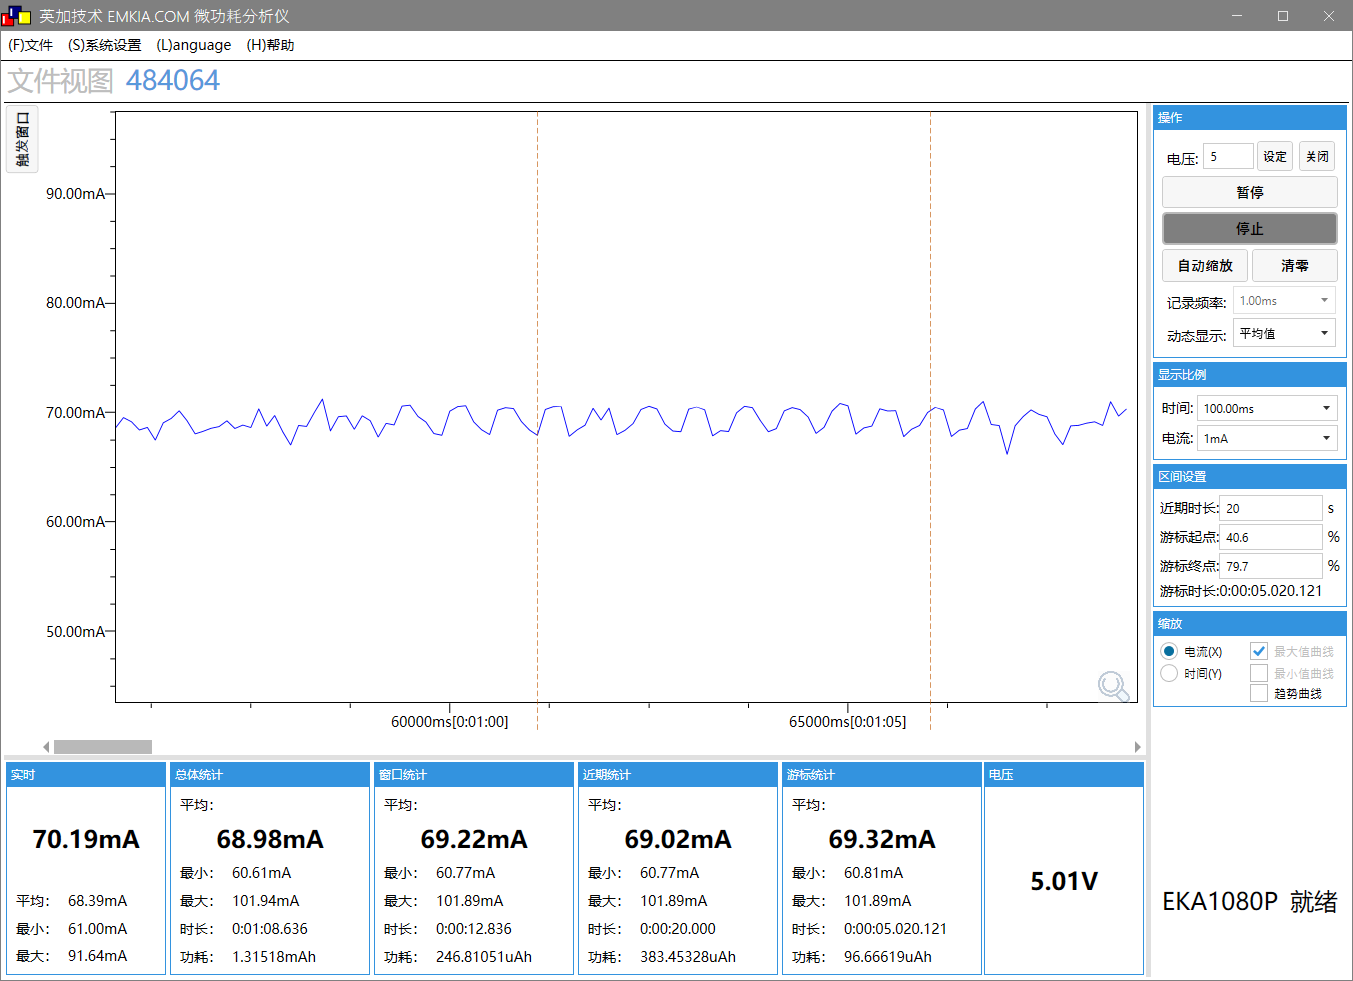 英加技术 EMKIA.COM 微功耗分析仪
(F)文件 (S)系统设置 (L)anguage (H)帮助
文件视图 484064
触发窗口
90.00mA
80.00mA
70.00mA
60.00mA
50.00mA
60000ms[0:01:00]
65000ms[0:01:05]
操作
电压: 5 设定 关闭
暂停
停止
自动缩放 清零
记录频率: 1.00ms
动态显示: 平均值
显示比例
时间: 100.00ms
电流: 1mA
区间设置
近期时长: 20 s
游标起点: 40.6 %
游标终点: 79.7 %
游标时长:0:00:05.020.121
缩放
电流(X) 最大值曲线
时间(Y) 最小值曲线
趋势曲线
实时
70.19mA
平均: 68.39mA
最小: 61.00mA
最大: 91.64mA
总体统计
平均:
68.98mA
最小: 60.61mA
最大: 101.94mA
时长: 0:01:08.636
功耗: 1.31518mAh
窗口统计
平均:
69.22mA
最小: 60.77mA
最大: 101.89mA
时长: 0:00:12.836
功耗: 246.81051uAh
近期统计
平均:
69.02mA
最小: 60.77mA
最大: 101.89mA
时长: 0:00:20.000
功耗: 383.45328uAh
游标统计
平均:
69.32mA
最小: 60.81mA
最大: 101.89mA
时长: 0:00:05.020.121
功耗: 96.66619uAh
电压
5.01V
EKA1080P 就绪